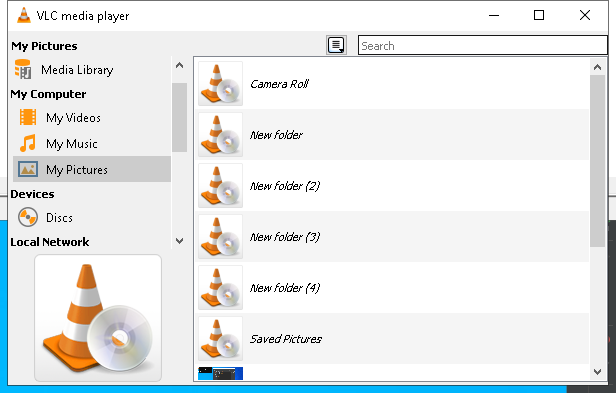 VLC media player
My Pictures
Search
Media Library
My Computer
My Videos
My Music
My Pictures
Devices
Discs
Local Network
Camera Roll
New folder
New folder (2)
New folder (3)
New folder (4)
Saved Pictures